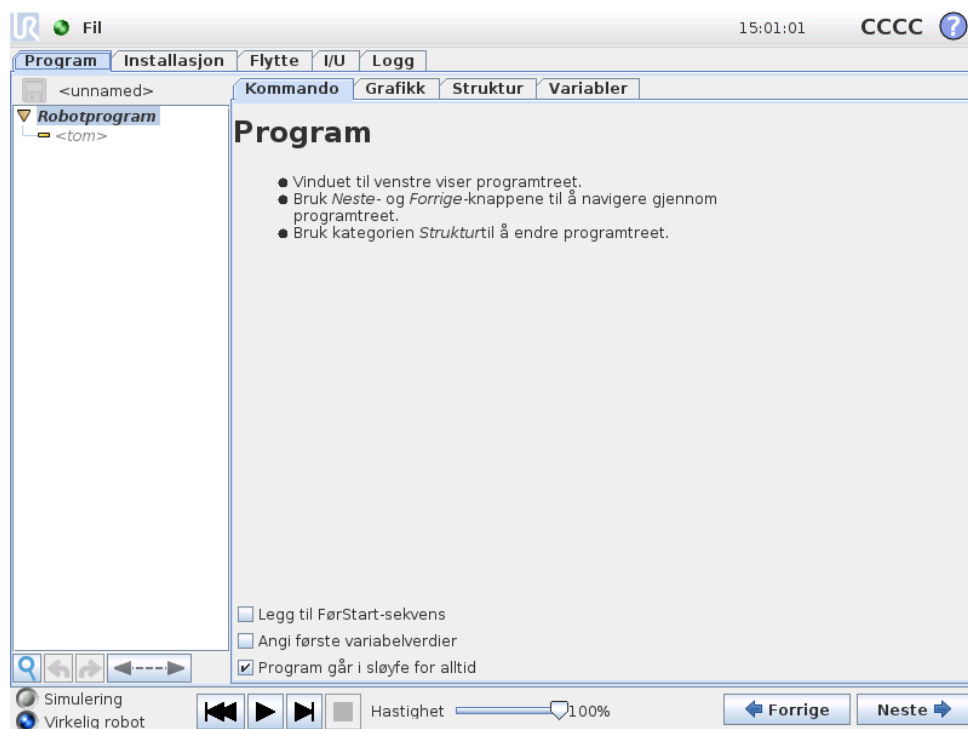 UR Fil 15:01:01 CCCC ?
Program Installasjon Flytte I/U Logg
<unnamed> Kommando Grafikk Struktur Variabler
Robotprogram
<tom>
Program
Vinduet til venstre viser programtreet.
Bruk Neste- og Forrige-knappene til å navigere gjennom
programtreet.
Bruk kategorien Strukturtil å endre programtreet.
Legg til FørStart-sekvens
Angi første variabelverdier
Program går i sløyfe for alltid
Simulering
Virkelig robot
Hastighet 100% Forrige Neste